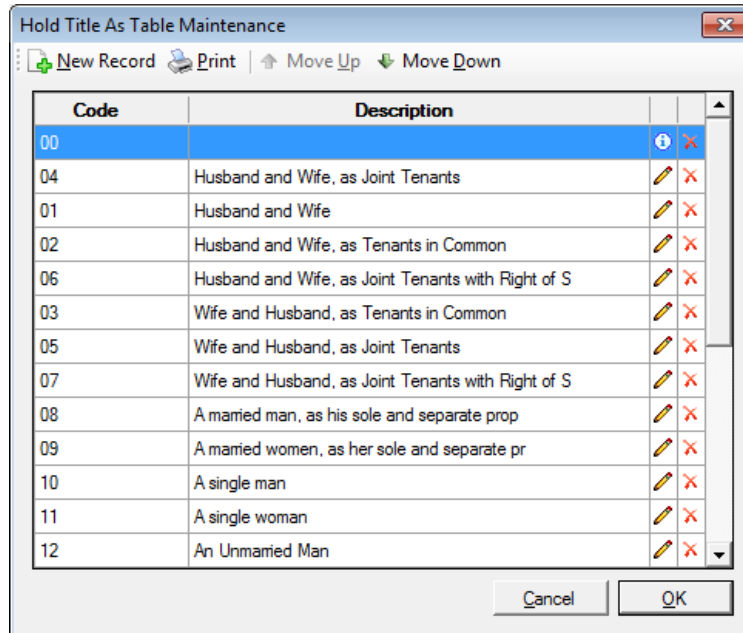 Hold Title As Table Maintenance
New Record Print Move Up Move Down
Code Description
00
04 Husband and Wife, as Joint Tenants
01 Husband and Wife
02 Husband and Wife, as Tenants in Common
06 Husband and Wife, as Joint Tenants with Right of S
03 Wife and Husband, as Tenants in Common
05 Wife and Husband, as Joint Tenants
07 Wife and Husband, as Joint Tenants with Right of S
08 A married man, as his sole and separate prop
09 A married women, as her sole and separate pr
10 A single man
11 A single woman
12 An Unmarried Man
Cancel OK